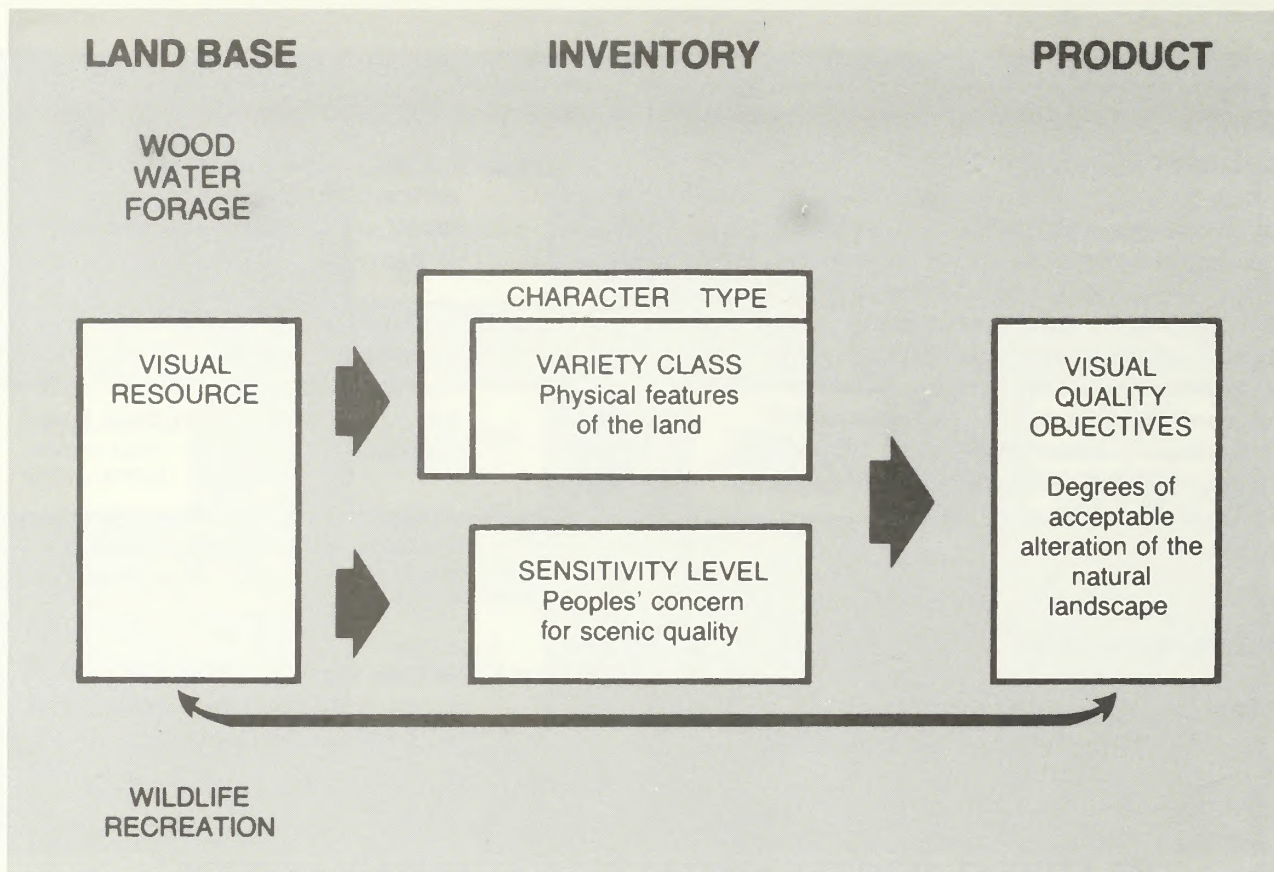 LAND BASE
INVENTORY
PRODUCT
WOOD
WATER
FORAGE
VISUAL
RESOURCE
CHARACTER TYPE
VARIETY CLASS
Physical features
of the land
SENSITIVITY LEVEL
Peoples' concern
for scenic quality
VISUAL
QUALITY
OBJECTIVES
Degrees of
acceptable
alteration of the
natural
landscape
WILDLIFE
RECREATION